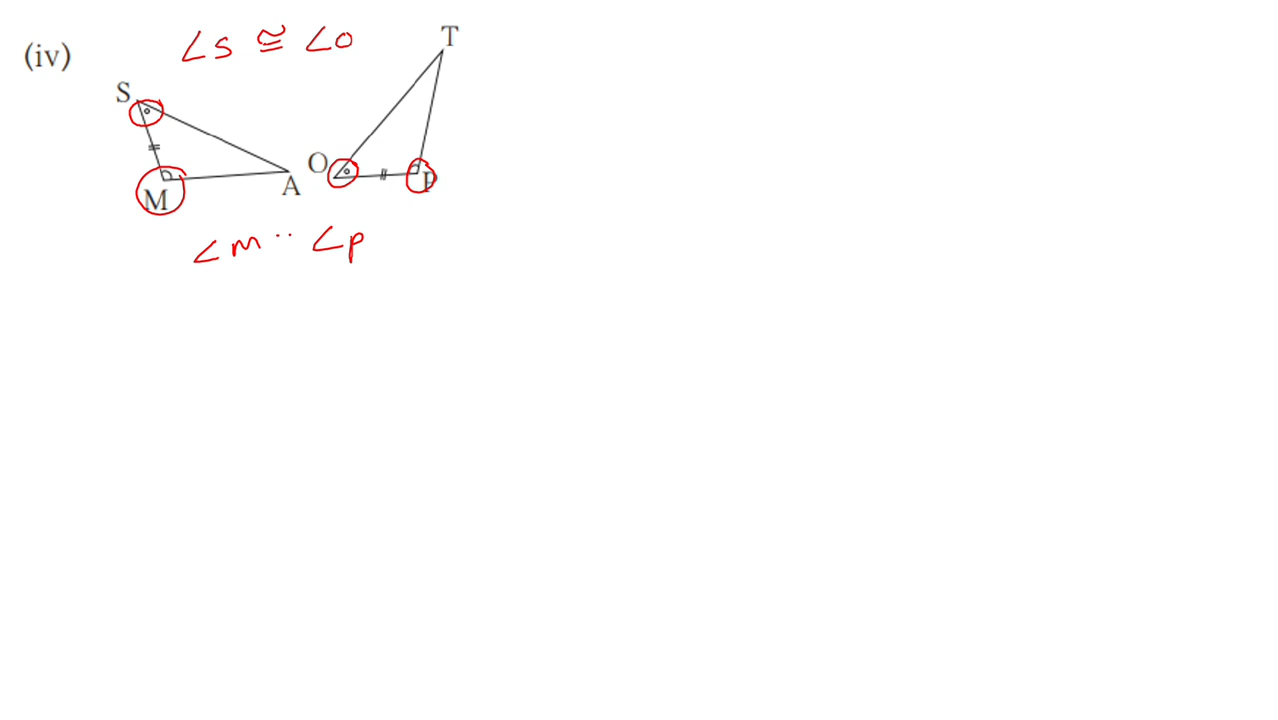 (iv)
∠s ≅ ∠o
S
M
A
O
T
P
∠m ·· ∠p